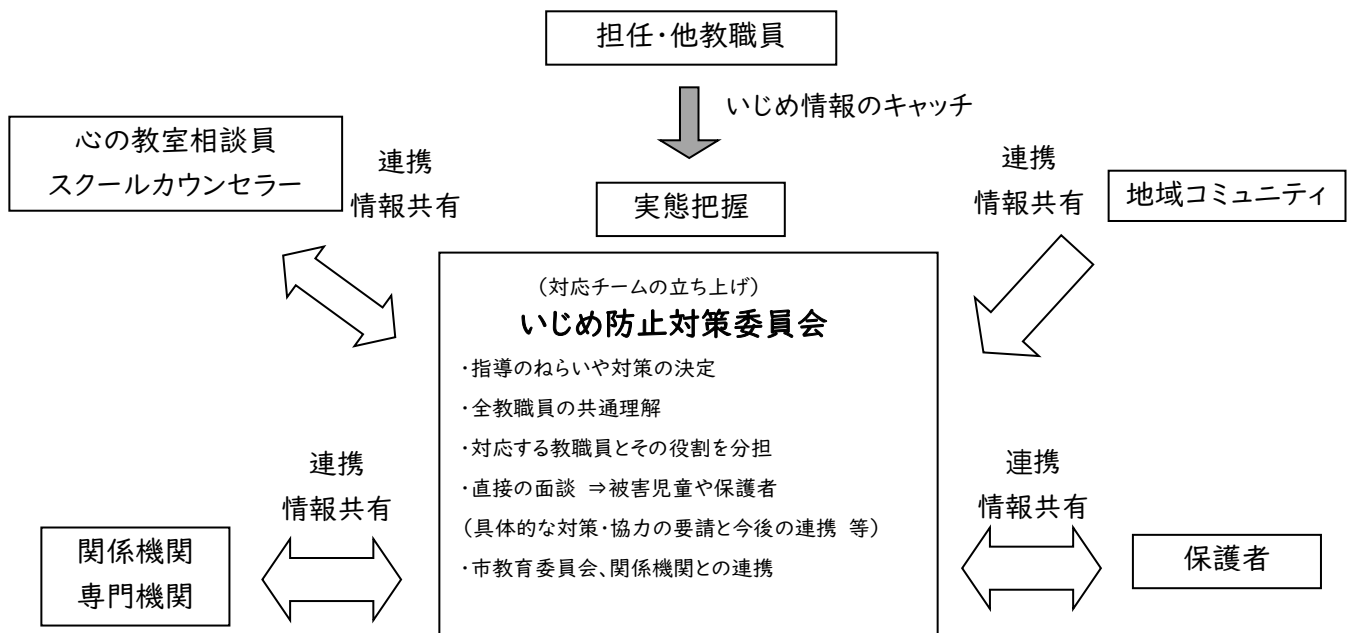 担任・他教職員
いじめ情報のキャッチ
心の教室相談員
スクールカウンセラー
連携
情報共有
実態把握
連携
情報共有
地域コミュニティ
（対応チームの立ち上げ）
いじめ防止対策委員会
・指導のねらいや対策の決定
・全教職員の共通理解
・対応する教職員とその役割を分担
・直接の面談 ⇒被害児童や保護者
（具体的な対策・協力の要請と今後の連携 等）
・市教育委員会、関係機関との連携
連携
情報共有
関係機関
専門機関
連携
情報共有
保護者